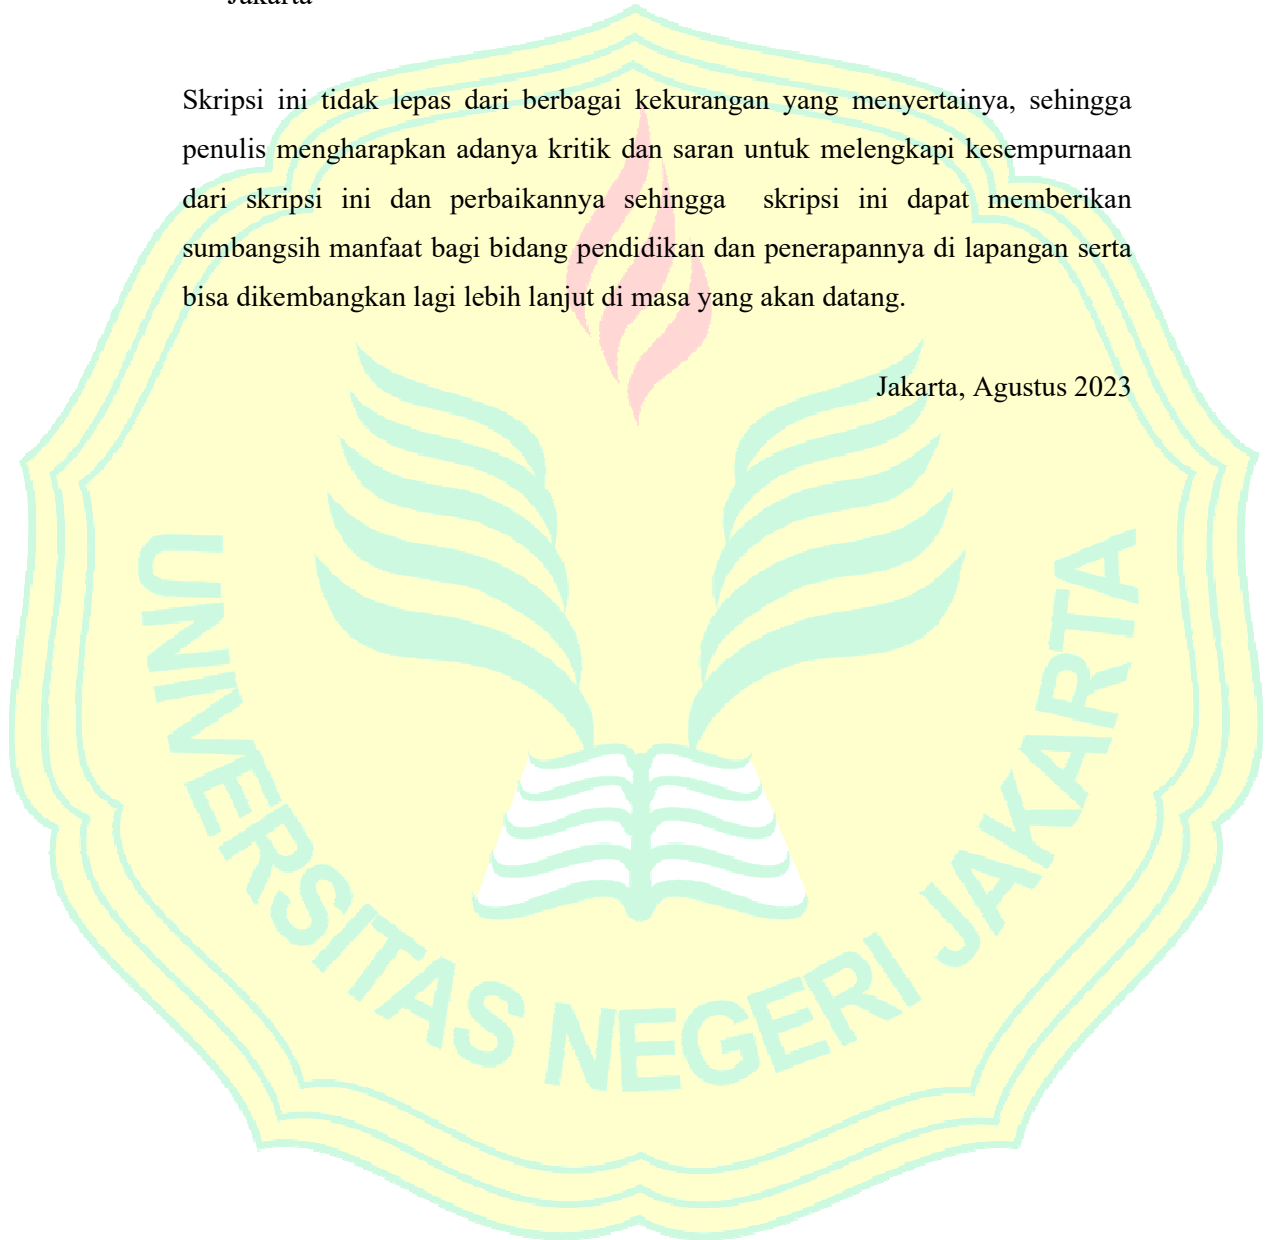 Jakarta
Skripsi ini tidak lepas dari berbagai kekurangan yang menyertainya, sehingga
penulis mengharapkan adanya kritik dan saran untuk melengkapi kesempurnaan
dari skripsi ini dan perbaikannya sehingga skripsi ini dapat memberikan
sumbangsih manfaat bagi bidang pendidikan dan penerapannya di lapangan serta
bisa dikembangkan lagi lebih lanjut di masa yang akan datang.
Jakarta, Agustus 2023
UNIVERSITAS NEGERI JAKARTA